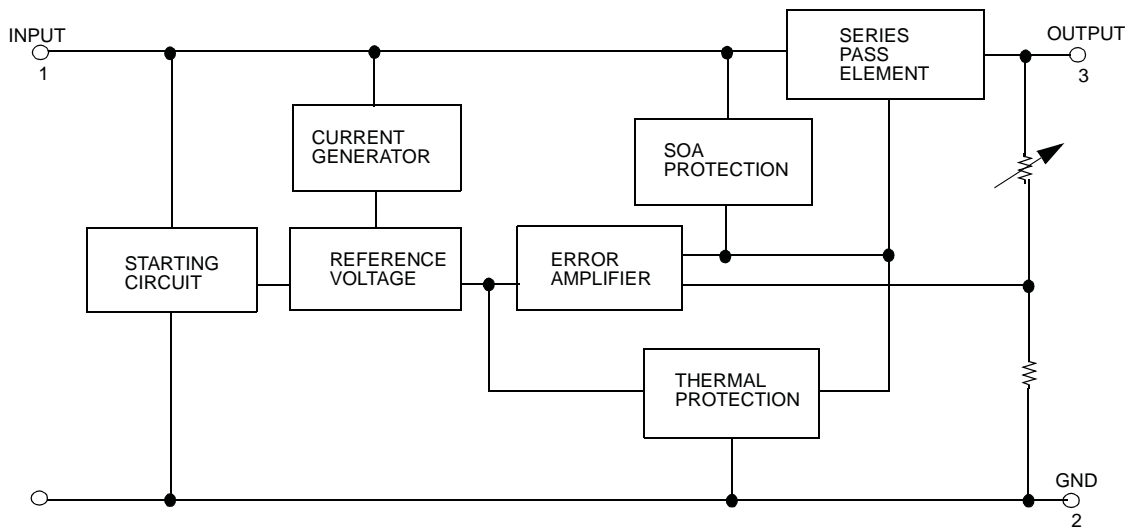 INPUT
1
SERIES
PASS
ELEMENT
OUTPUT
3
CURRENT
GENERATOR
SOA
PROTECTION
STARTING
CIRCUIT
REFERENCE
VOLTAGE
ERROR
AMPLIFIER
THERMAL
PROTECTION
GND
2